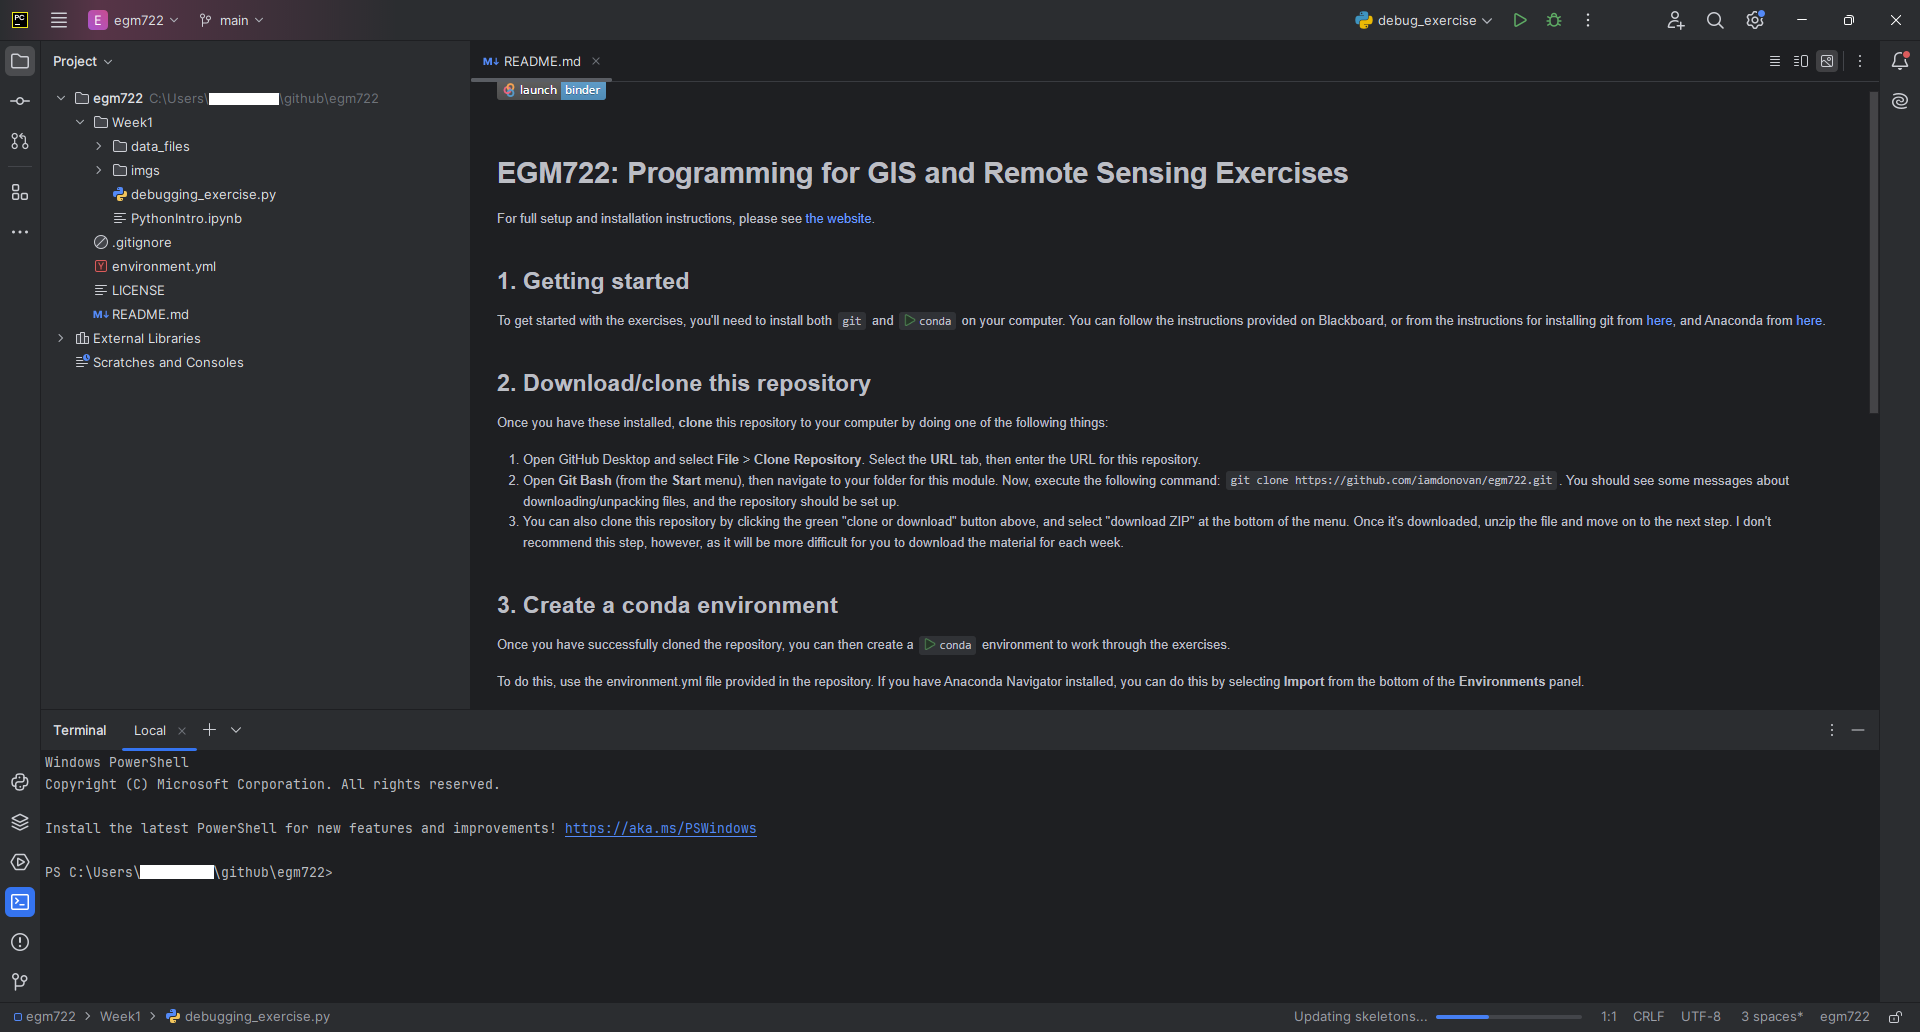 PC E egm722 main debug_exercise
Project
README.md
egm722 C:\Users\ \github\egm722
Week1
data_files
imgs
debugging_exercise.py
PythonIntro.ipynb
.gitignore
environment.yml
LICENSE
README.md
External Libraries
Scratches and Consoles
launch binder
EGM722: Programming for GIS and Remote Sensing Exercises
For full setup and installation instructions, please see the website.
1. Getting started
To get started with the exercises, you'll need to install both git and conda on your computer. You can follow the instructions provided on Blackboard, or from the instructions for installing git from here, and Anaconda from here.
2. Download/clone this repository
Once you have these installed, clone this repository to your computer by doing one of the following things:
1. Open GitHub Desktop and select File > Clone Repository. Select the URL tab, then enter the URL for this repository.
2. Open Git Bash (from the Start menu), then navigate to your folder for this module. Now, execute the following command: git clone https://github.com/iamdonovan/egm722.git . You should see some messages about
downloading/unpacking files, and the repository should be set up.
3. You can also clone this repository by clicking the green "clone or download" button above, and select "download ZIP" at the bottom of the menu. Once it's downloaded, unzip the file and move on to the next step. I don't
recommend this step, however, as it will be more difficult for you to download the material for each week.
3. Create a conda environment
Once you have successfully cloned the repository, you can then create a conda environment to work through the exercises.
To do this, use the environment.yml file provided in the repository. If you have Anaconda Navigator installed, you can do this by selecting Import from the bottom of the Environments panel.
Terminal Local
Windows PowerShell
Copyright (C) Microsoft Corporation. All rights reserved.
Install the latest PowerShell for new features and improvements! https://aka.ms/PSWindows
PS C:\Users\ \github\egm722>
egm722 > Week1 > debugging_exercise.py Updating skeletons... 1:1 CRLF UTF-8 3 spaces* egm722